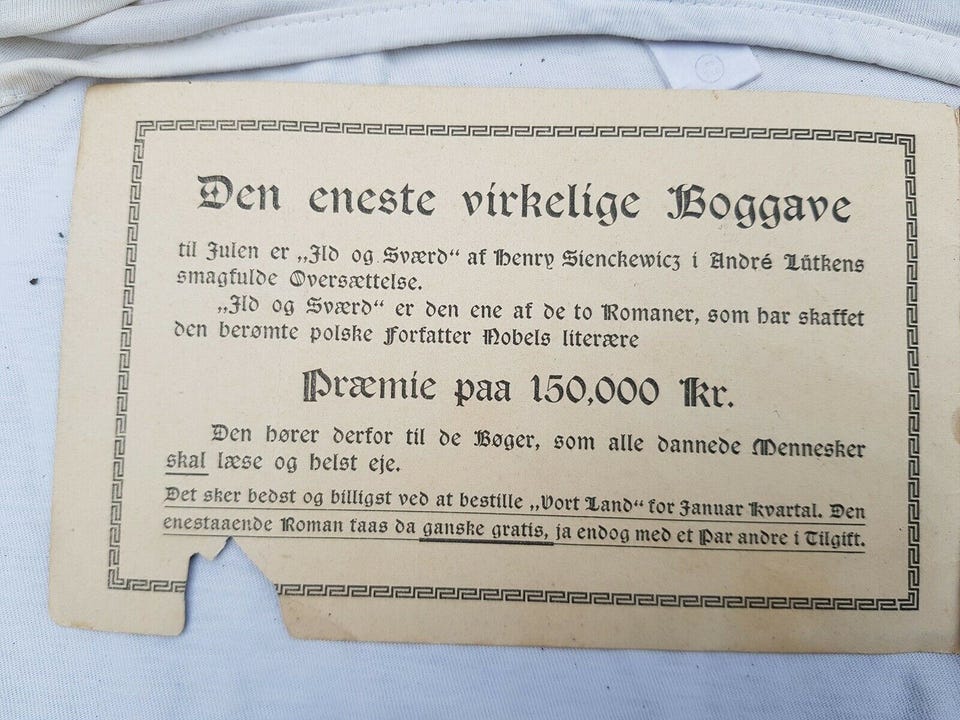 Den eneste virkelige Boggave
til Julen er „Ild og Sværd“ af Henry Sienckewicz i André Lütkens
smagfulde Oversættelse.
„Ild og Sværd“ er den ene af de to Romaner, som har skaffet
den berømte polske Forfatter Nobels literære
Præmie paa 150,000 Kr.
Den hører derfor til de Bøger, som alle dannede Mennesker
skal læse og helst eje.
Det sker bedst og billigst ved at bestille „Vort Land“ for Januar Kvartal. Den
enestaaende Roman faas da ganske gratis, ja endog med et Par andre i Tilgift.